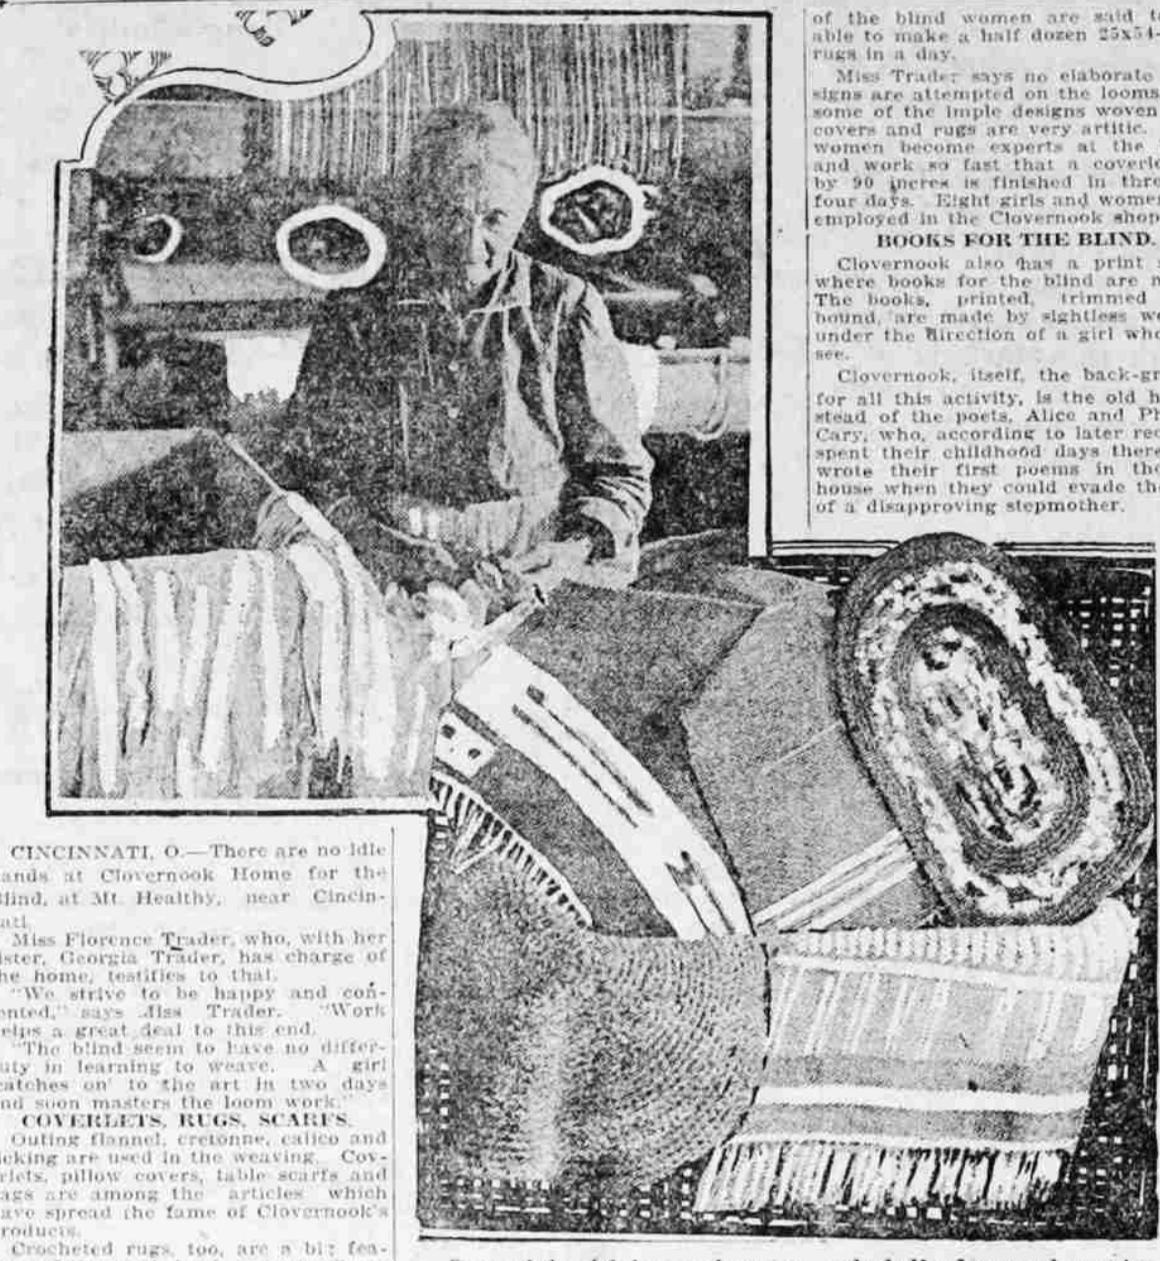 CINCINNATI, O.—There are no idle
ands at Clovernook Home for the
lind, at Mt. Healthy, near Cincin-
ati.
Miss Florence Trader, who, with her
ister, Georgia Trader, has charge of
he home, testifies to that.
"We strive to be happy and con-
ented," says Miss Trader. "Work
elps a great deal to this end.
"The blind seem to have no differ-
uty in learning to weave. A girl
catches on' to the art in two days
nd soon masters the loom work."
COVERLETS, RUGS, SCARFS.
Outing flannel, cretonne, calico and
icking are used in the weaving. Cov-
rlets, pillow covers, table scarfs and
ags are among the articles which
ave spread the fame of Clovernook's
roducts.
Crocheted rugs, too, are a big fea-
of the blind women are said t
able to make a half dozen 25x54-
rugs in a day.
Miss Trader says no elaborate
signs are attempted on the looms
some of the imple designs woven
covers and rugs are very artitic.
women become experts at the
and work so fast that a coverle
by 90 incres is finished in thre
four days. Eight girls and women
employed in the Clovernook shop
BOOKS FOR THE BLIND.
Clovernook also has a print s
where books for the blind are m
The books, printed, trimmed
bound, are made by sightless wo
under the direction of a girl who
see.
Clovernook, itself, the back-gr
for all this activity, is the old h
stead of the poets, Alice and Ph
Cary, who, according to later rec
spent their childhood days there
wrote their first poems in the
house when they could evade the
of a disapproving stepmother.